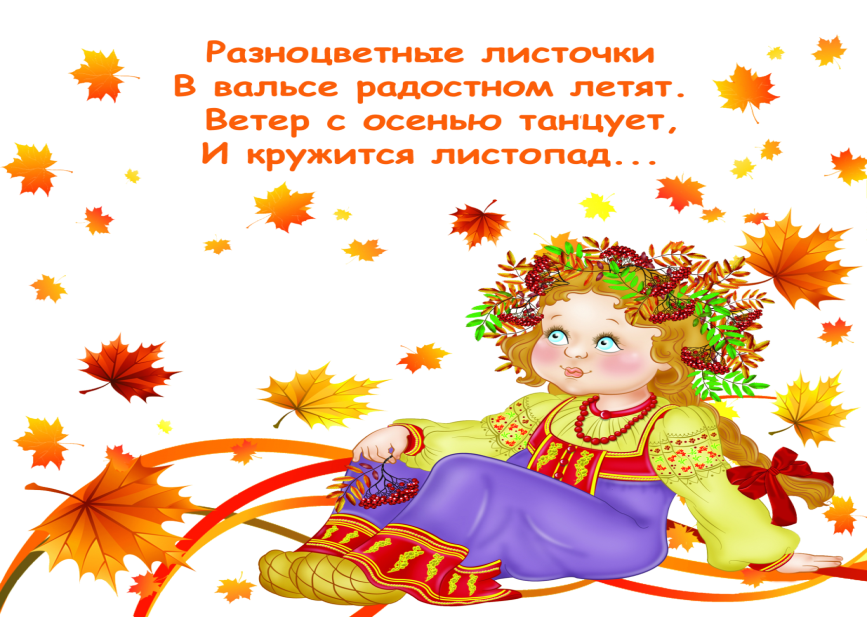 Разноцветные листочки
В вальсе радостном летят.
Ветер с осенью танцует,
И кружится листопад...